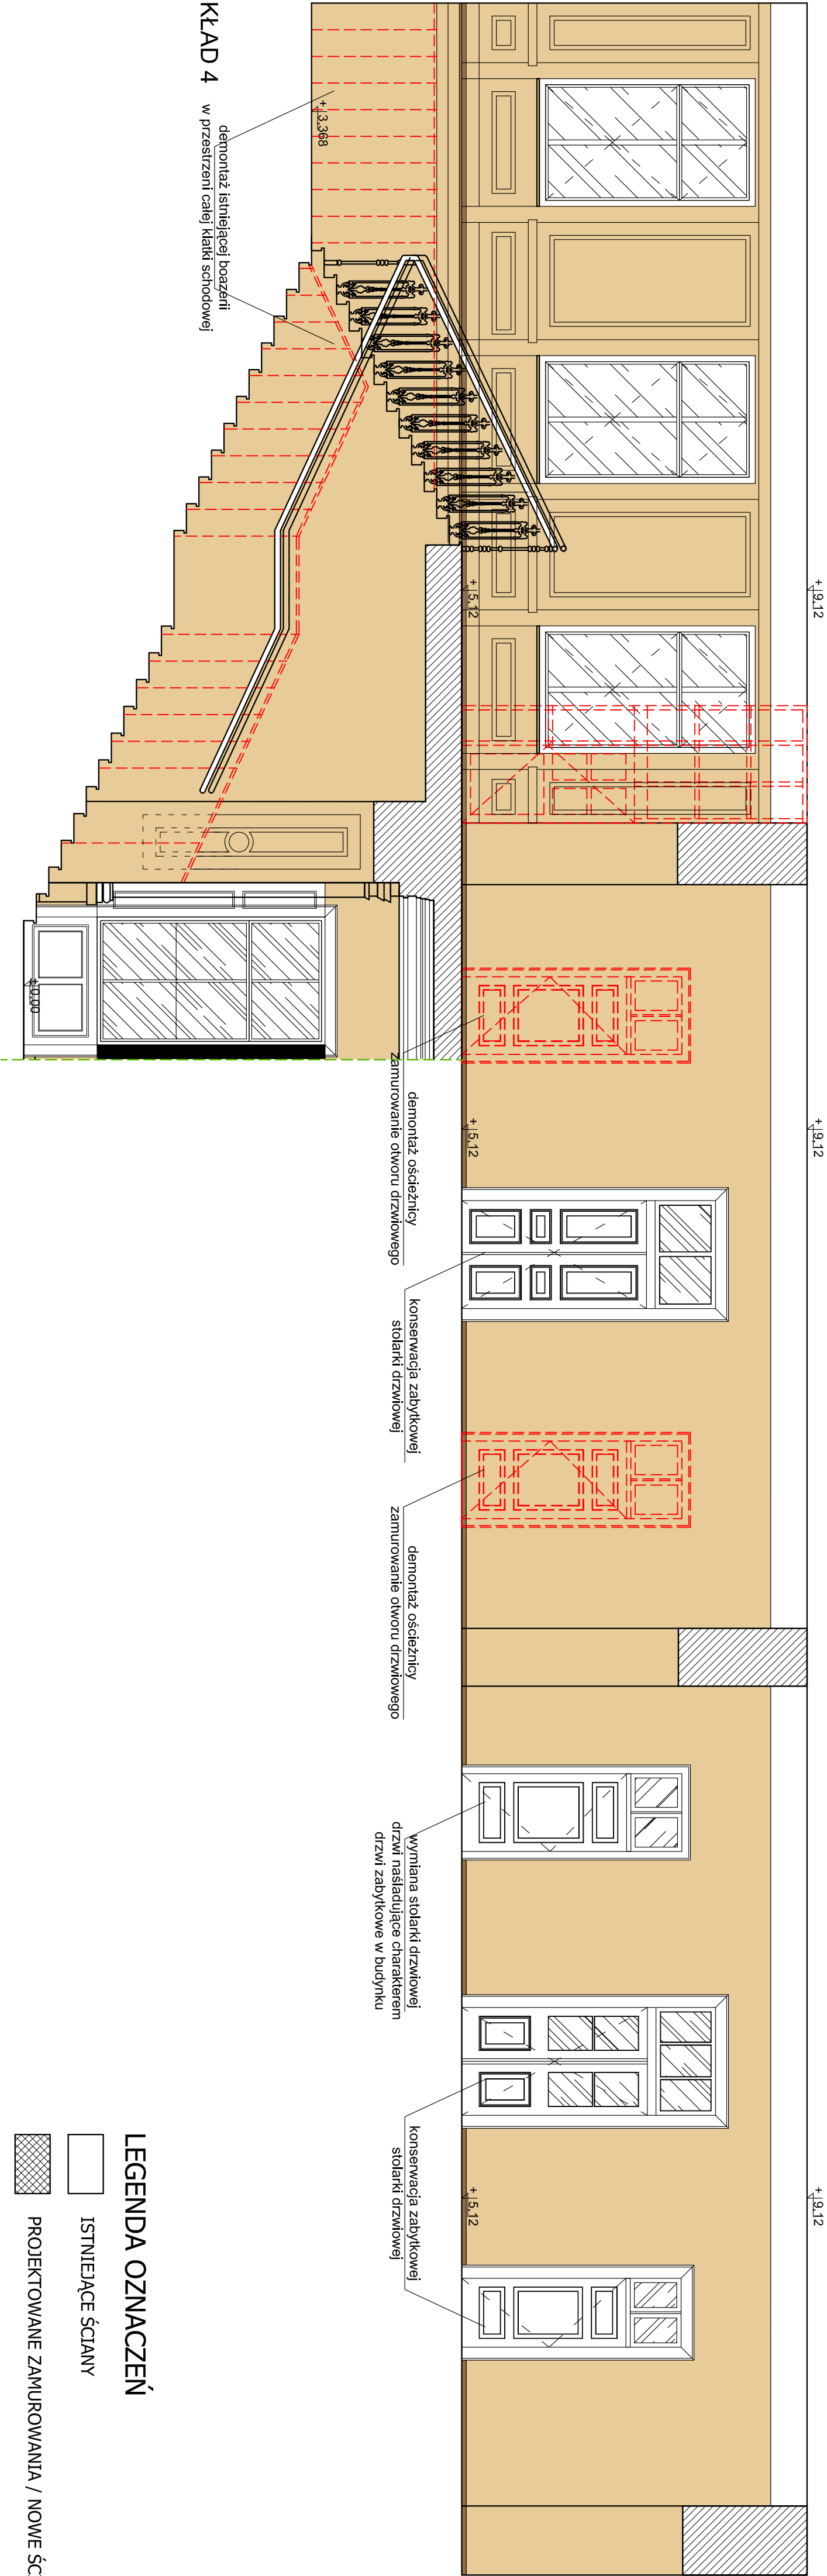 + 9,12
+ 9,12
+ 9,12
+ 5,12
+ 5,12
+ 5,12
+ 3,368
±0,00
KŁAD 4
demontaż istniejącej boazerii
w przestrzeni całej klatki schodowej
demontaż ościeżnicy
zamurowanie otworu drzwiowego
konserwacja zabytkowej
stolarki drzwiowej
demontaż ościeżnicy
zamurowanie otworu drzwiowego
wymiana stolarki drzwiowej
drzwi naśladujące charakterem
drzwi zabytkowe w budynku
konserwacja zabytkowej
stolarki drzwiowej
LEGENDA OZNACZEŃ
ISTNIEJĄCE ŚCIANY
PROJEKTOWANE ZAMUROWANIA / NOWE ŚC